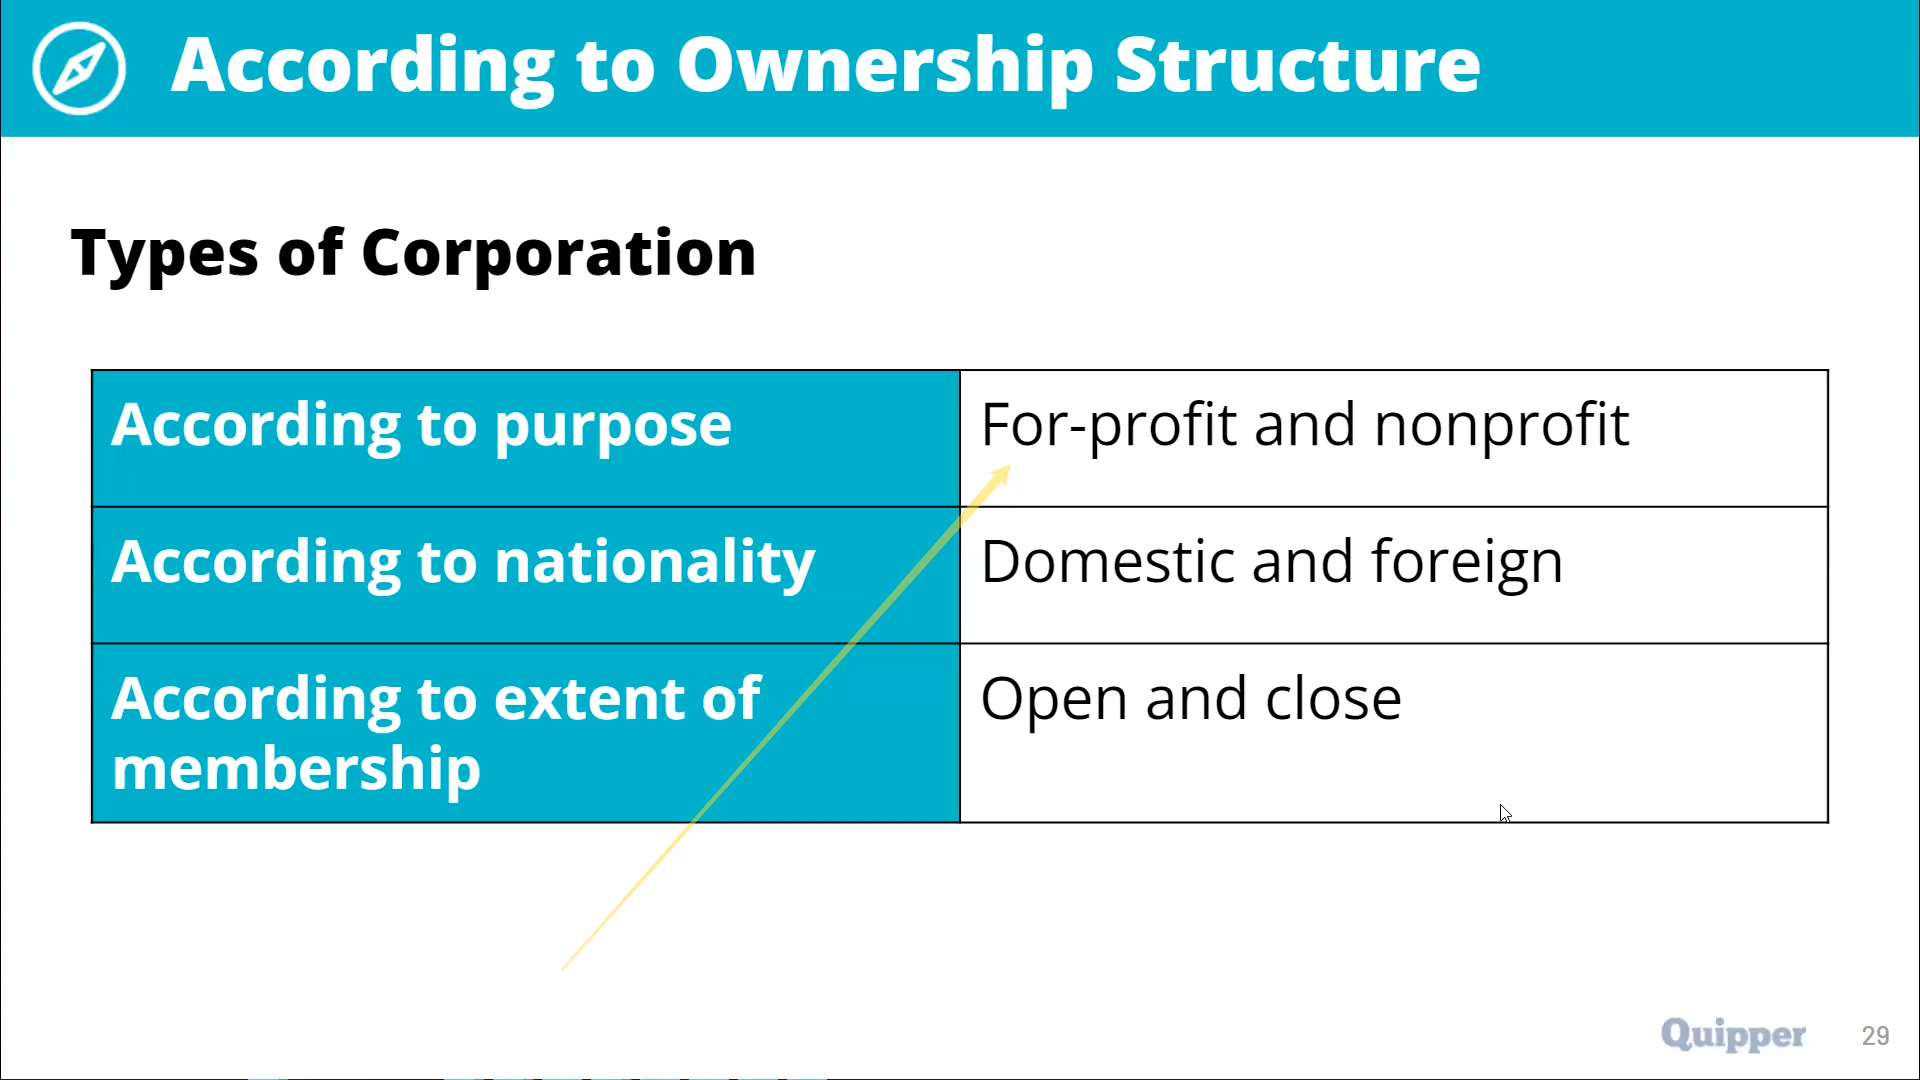 According to Ownership Structure
Types of Corporation
According to purpose
For-profit and nonprofit
According to nationality
Domestic and foreign
According to extent of
membership
Open and close
Quipper
29